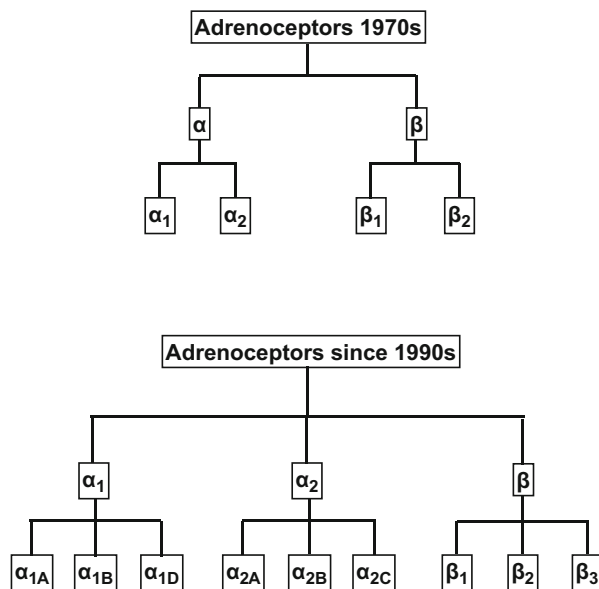 Adrenoceptors 1970s
α β
α₁ α₂ β₁ β₂
Adrenoceptors since 1990s
α₁ α₂ β
α₁A α₁B α₁D α₂A α₂B α₂C β₁ β₂ β₃